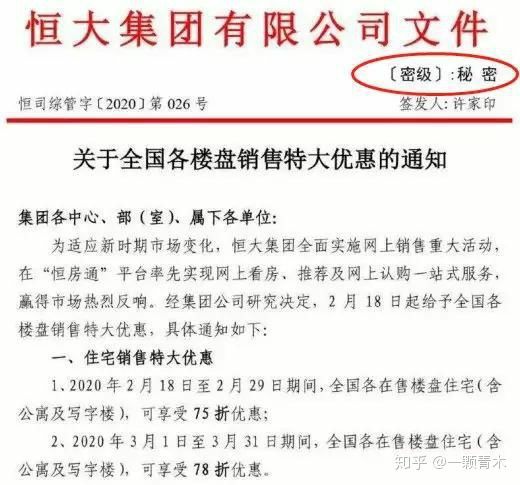 恒大集团有限公司文件
〔密级〕:秘 密
恒司综管字〔2020〕第 026 号 签发人:许家印
关于全国各楼盘销售特大优惠的通知
集团各中心、部(室)、属下各单位:
为适应新时期市场变化,恒大集团全面实施网上销售重大活动,
在“恒房通”平台率先实现网上看房、推荐及网上认购一站式服务,
赢得市场热烈反响。经集团公司研究决定,2 月 18 日起给予全国各
楼盘销售特大优惠,具体通知如下:
一、住宅销售特大优惠
1、2020 年 2 月 18 日至 2 月 29 日期间,全国各在售楼盘住宅(含
公寓及写字楼),可享受 75 折优惠;
2、2020 年 3 月 1 日至 3 月 31 日期间,全国各在售楼盘住宅(含
公寓及写字楼),可享受 78 折优惠。
知乎 @一颗青木